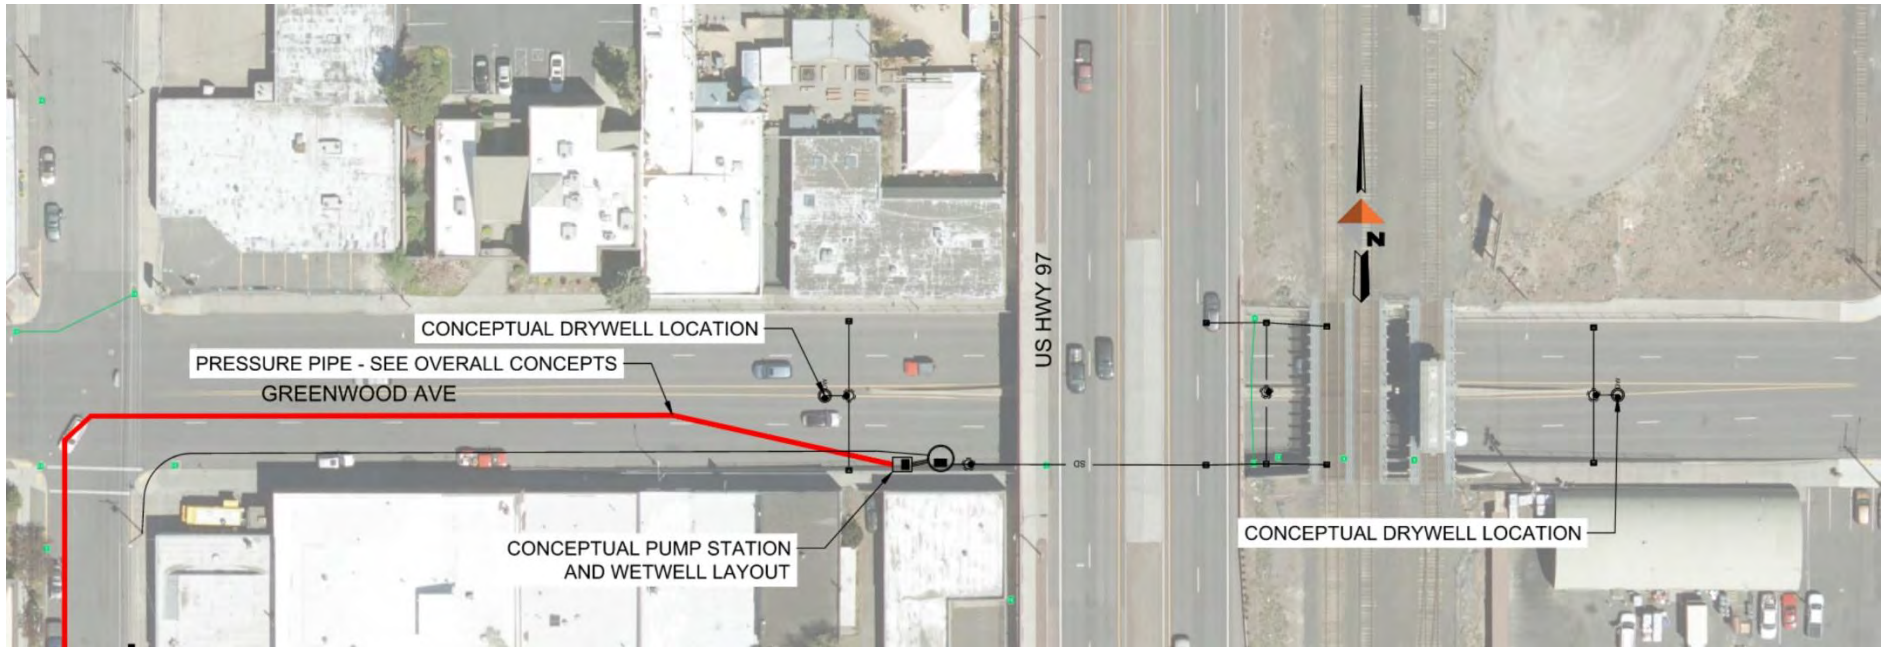 US HWY 97
N
CONCEPTUAL DRYWELL LOCATION
PRESSURE PIPE - SEE OVERALL CONCEPTS
GREENWOOD AVE
SD
CONCEPTUAL PUMP STATION
AND WETWELL LAYOUT
CONCEPTUAL DRYWELL LOCATION